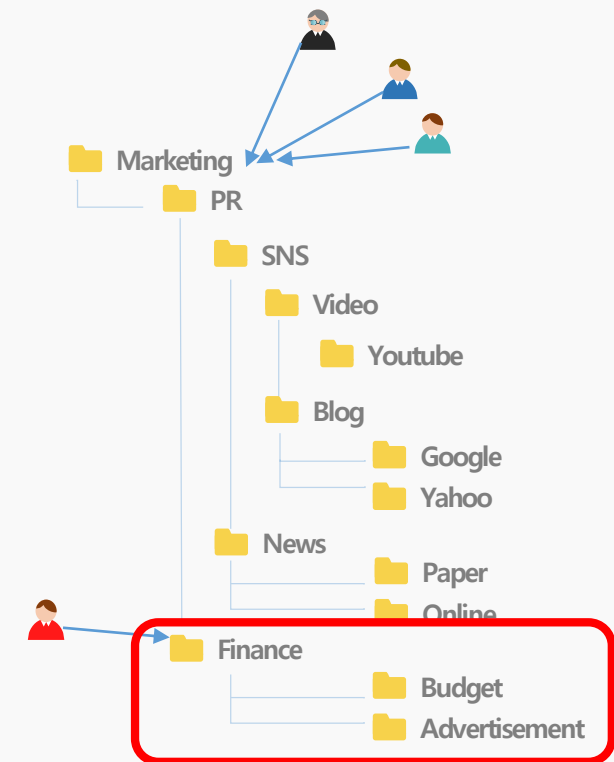 Marketing
PR
SNS
Video
Youtube
Blog
Google
Yahoo
News
Paper
Online
Finance
Budget
Advertisement